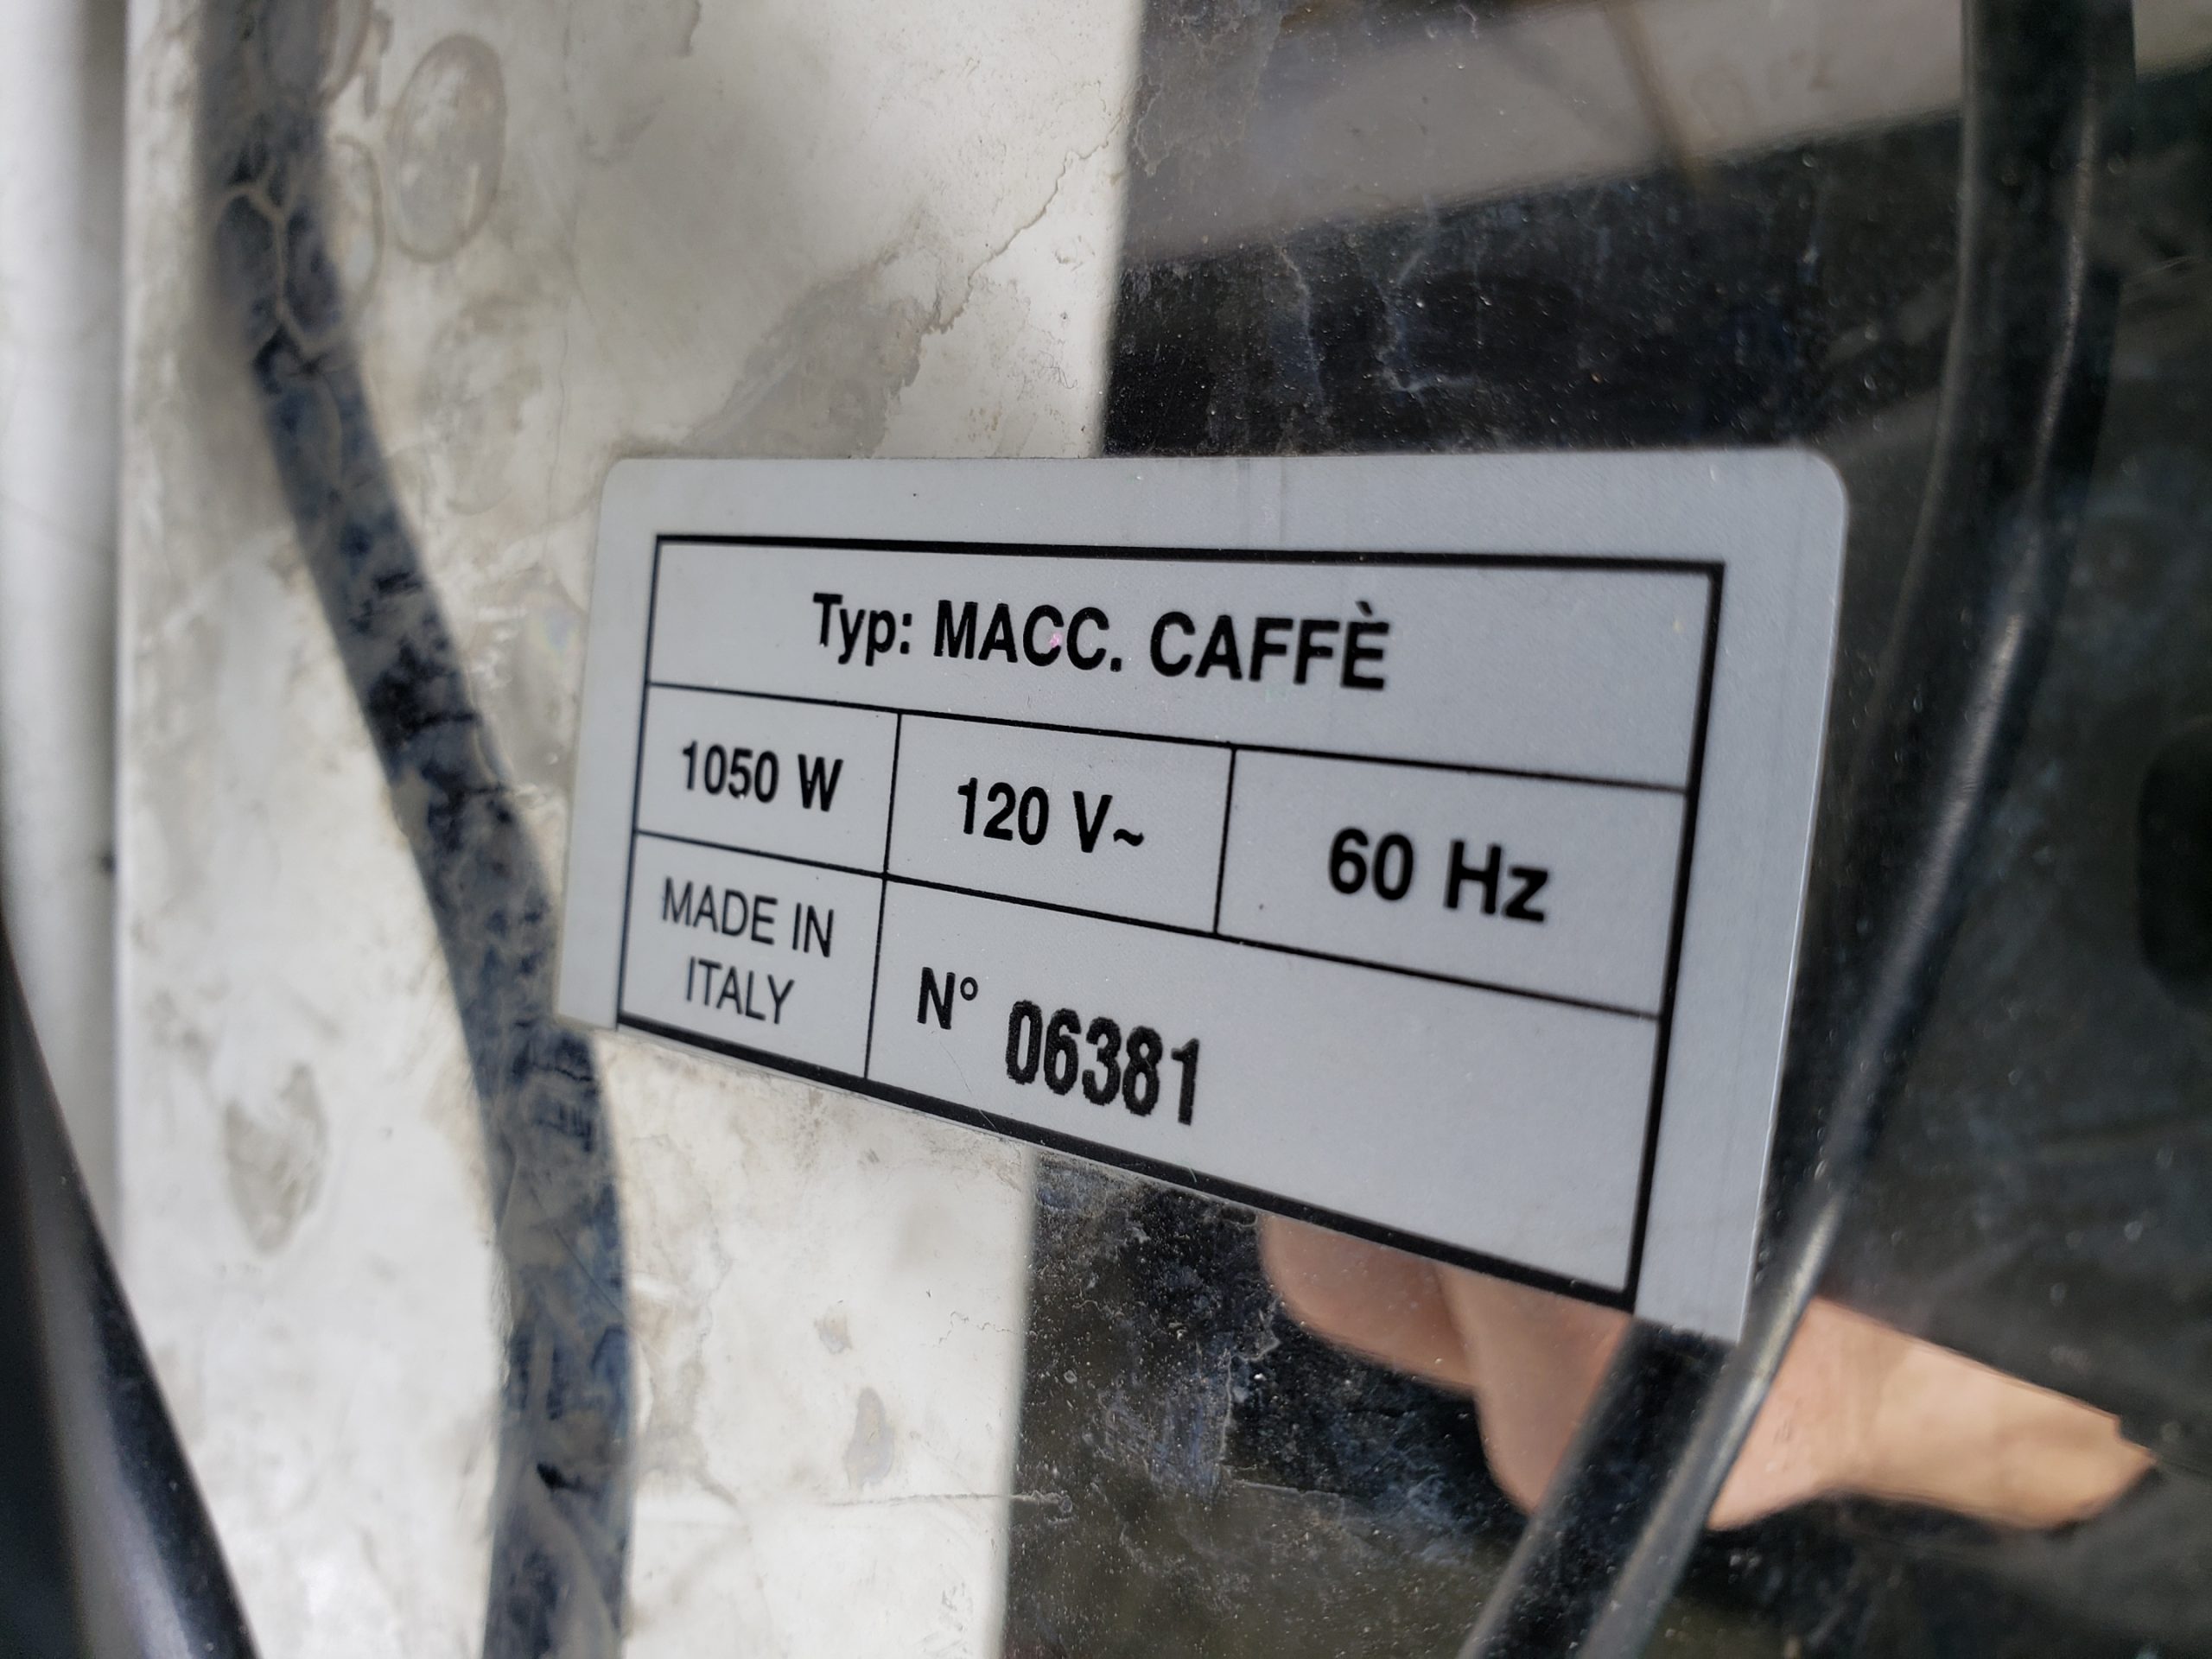 Typ: MACC. CAFFÈ
1050 W
120 V~
60 Hz
MADE IN
ITALY
N° 06381